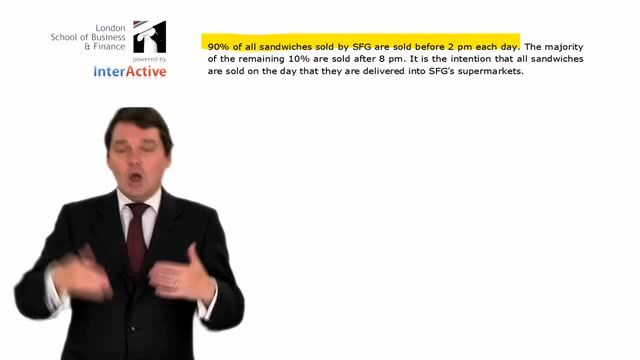 London
School of Business
& Finance
powered by
InterActive
90% of all sandwiches sold by SFG are sold before 2 pm each day. The majority
of the remaining 10% are sold after 8 pm. It is the intention that all sandwiches
are sold on the day that they are delivered into SFG's supermarkets.